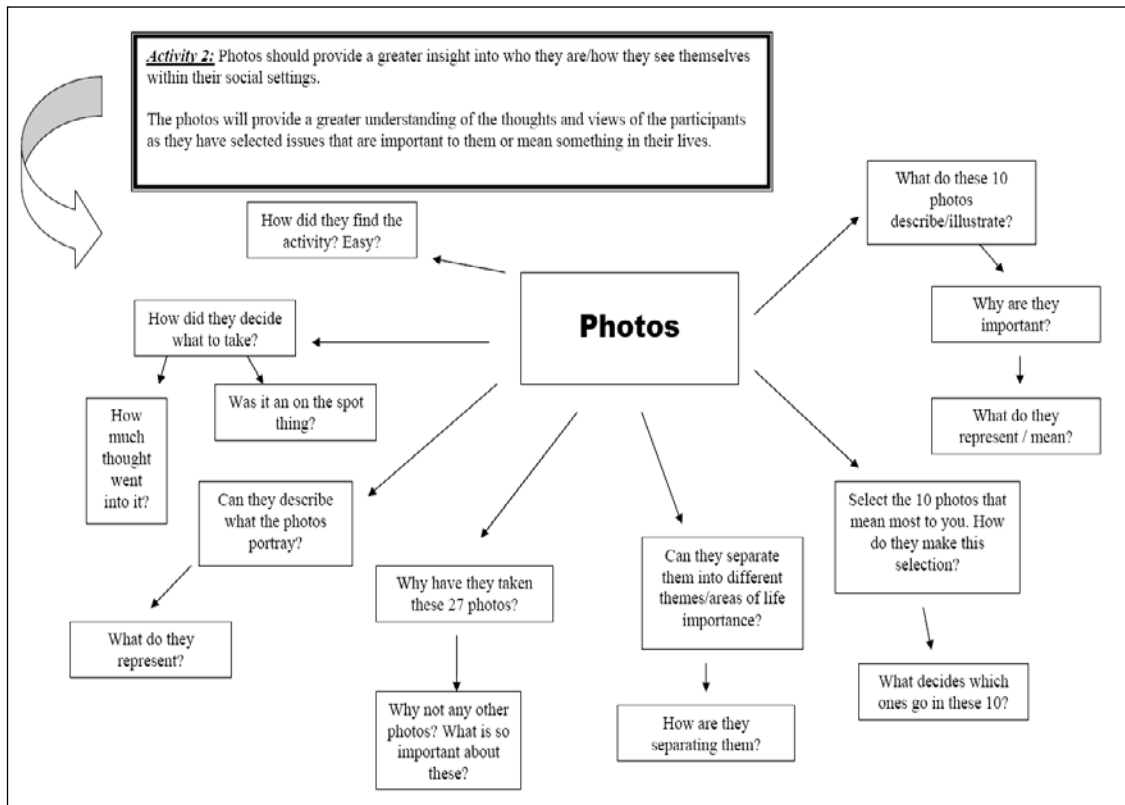 Activity 2: Photos should provide a greater insight into who they are/how they see themselves
within their social settings.
The photos will provide a greater understanding of the thoughts and views of the participants
as they have selected issues that are important to them or mean something in their lives.
How did they find the
activity? Easy?
What do these 10
photos
describe/illustrate?
Why are they
important?
What do they
represent / mean?
Photos
How did they decide
what to take?
How
much
thought
went
into it?
Was it an on the spot
thing?
Can they describe
what the photos
portray?
What do they
represent?
Why have they taken
these 27 photos?
Why not any other
photos? What is so
important about
these?
Can they separate
them into different
themes/areas of life
importance?
How are they
separating them?
Select the 10 photos that
mean most to you. How
do they make this
selection?
What decides which
ones go in these 10?